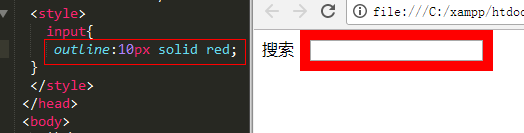 <style>
input{
outline:10px solid red;
}
</style>
</head>
<body>
file:///C:/xampp/htdoc
搜索